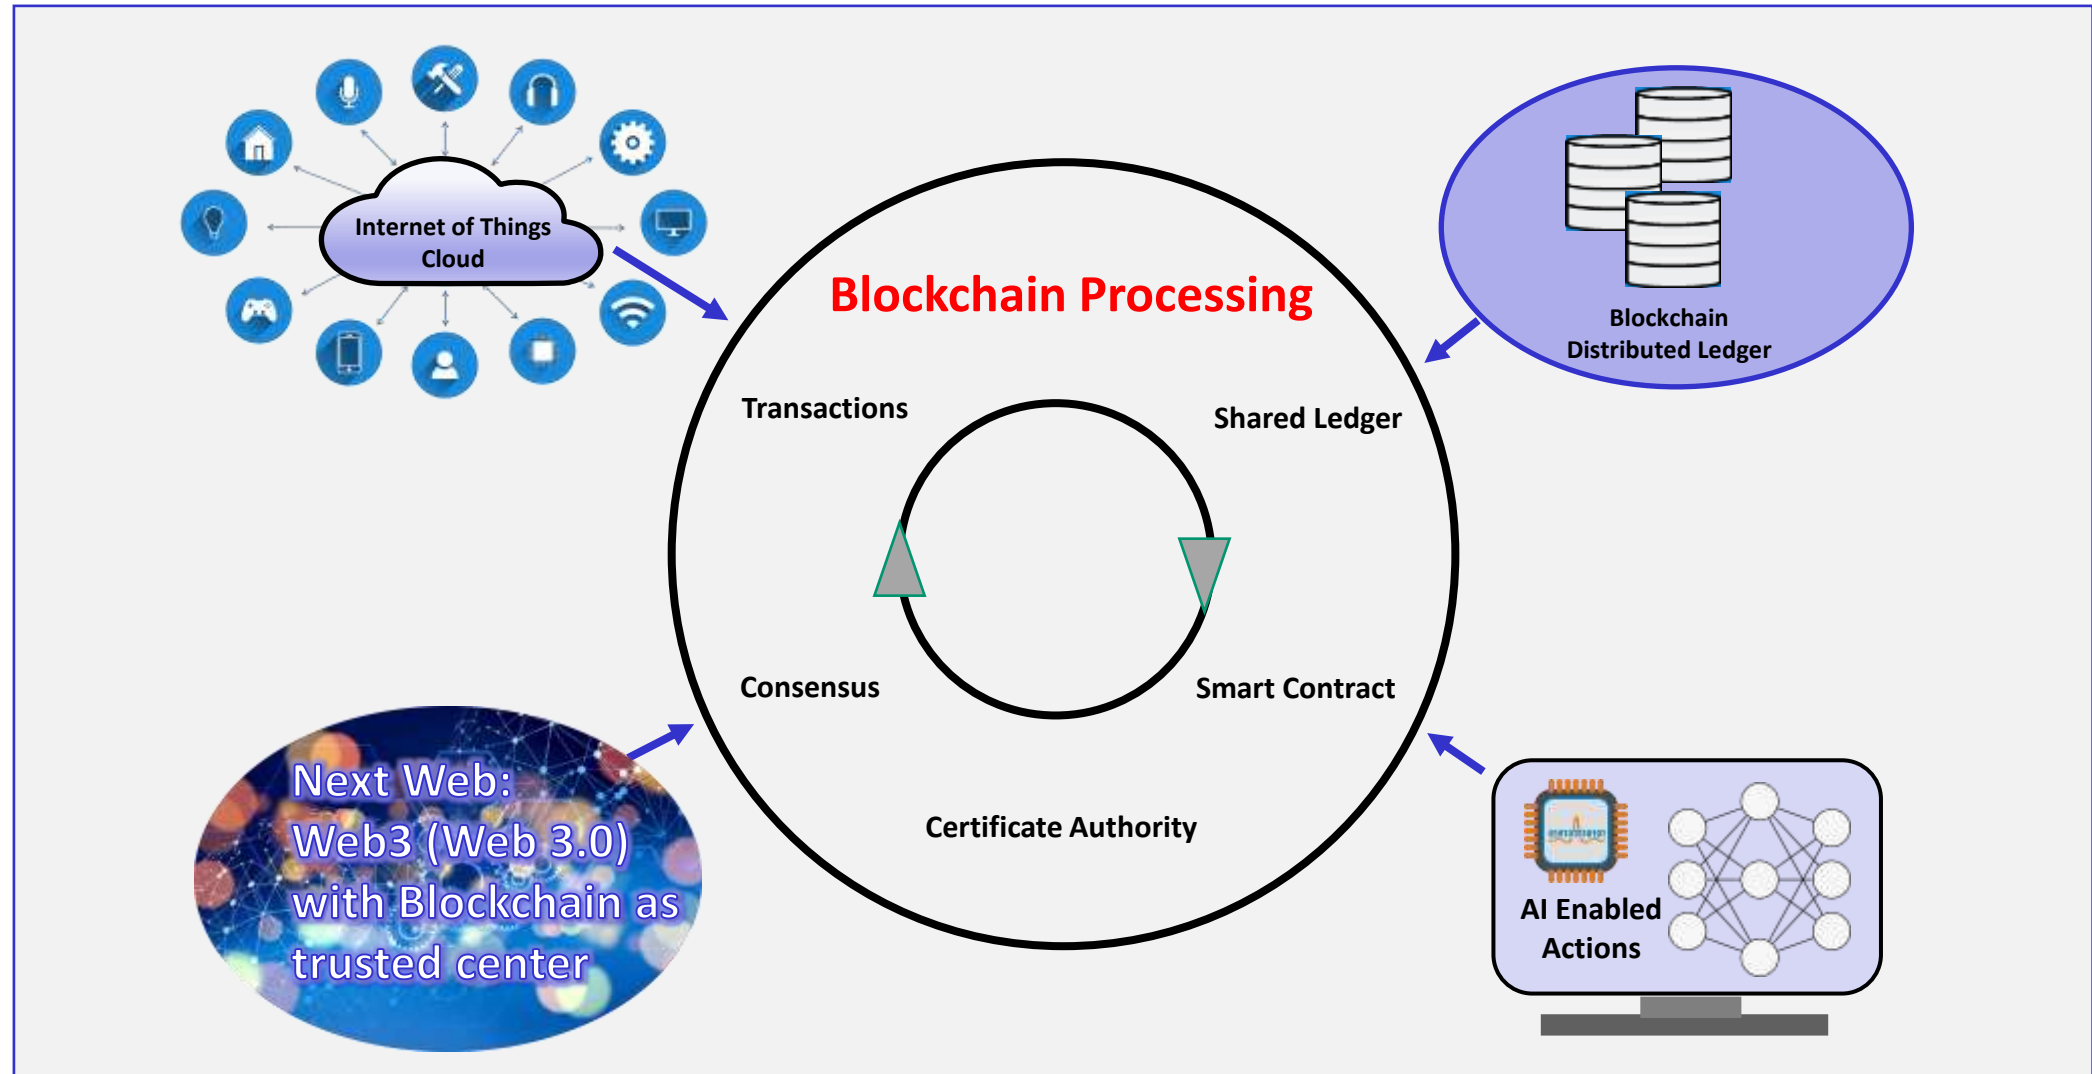 Internet of Things
Cloud
Blockchain
Distributed Ledger
Blockchain Processing
Transactions
Shared Ledger
Consensus
Smart Contract
Certificate Authority
Next Web:
Web3 (Web 3.0)
with Blockchain as
trusted center
AI Enabled
Actions